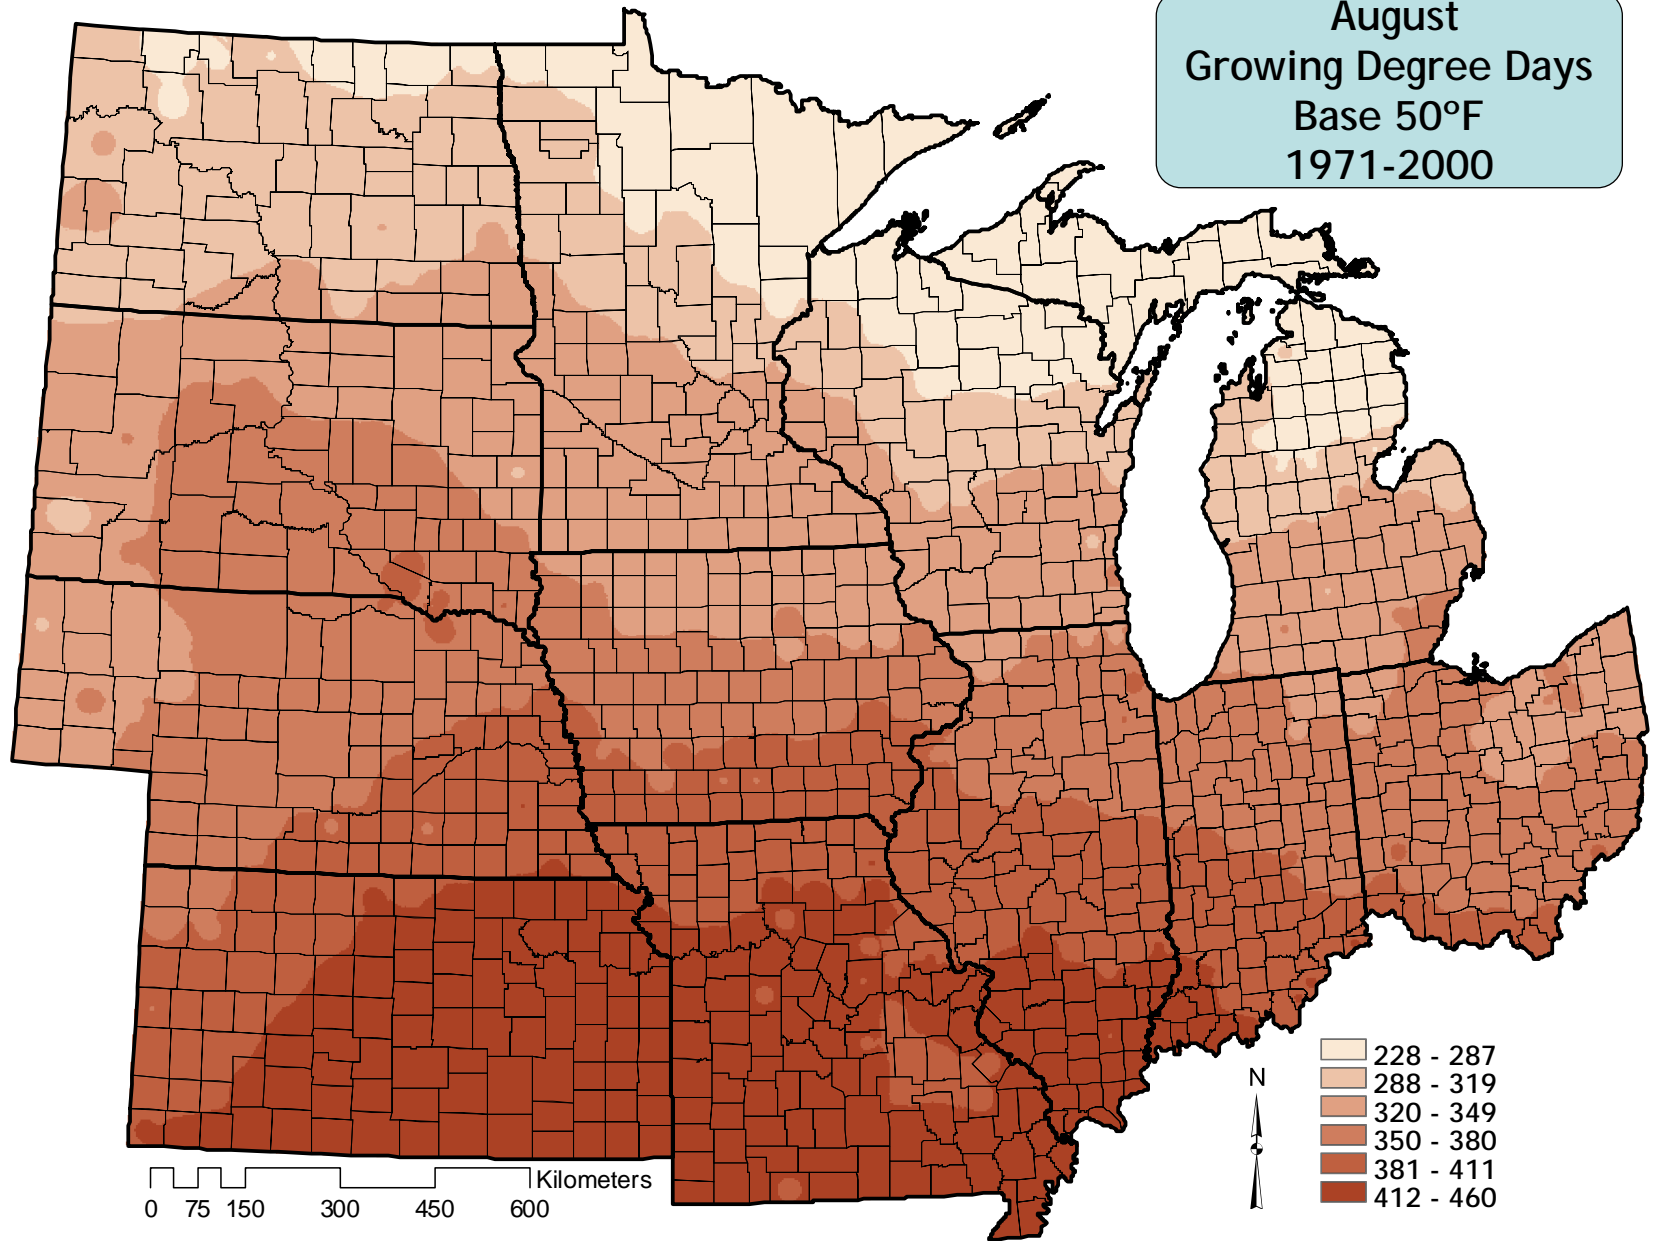 August
Growing Degree Days
Base 50°F
1971-2000
N
228 - 287
288 - 319
320 - 349
350 - 380
381 - 411
412 - 460
Kilometers
0 75 150 300 450 600